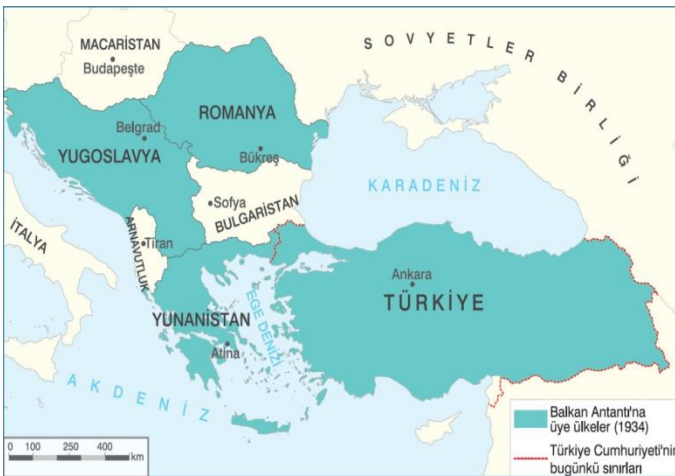 SOVYETLER BİRLİĞİ
MACARİSTAN
Budapeşte
ROMANYA
Belgrad
YUGOSLAVYA
Bükreş
KARADENİZ
Sofya
BULGARİSTAN
İTALYA
ARNAVUTLUK
Tiran
Ankara
TÜRKİYE
YUNANİSTAN
EGE DENİZİ
Atina
AKDENİZ
Balkan Antantı'na
üye ülkeler (1934)
Türkiye Cumhuriyeti'nin
bugünkü sınırları
0 100 240 400
km